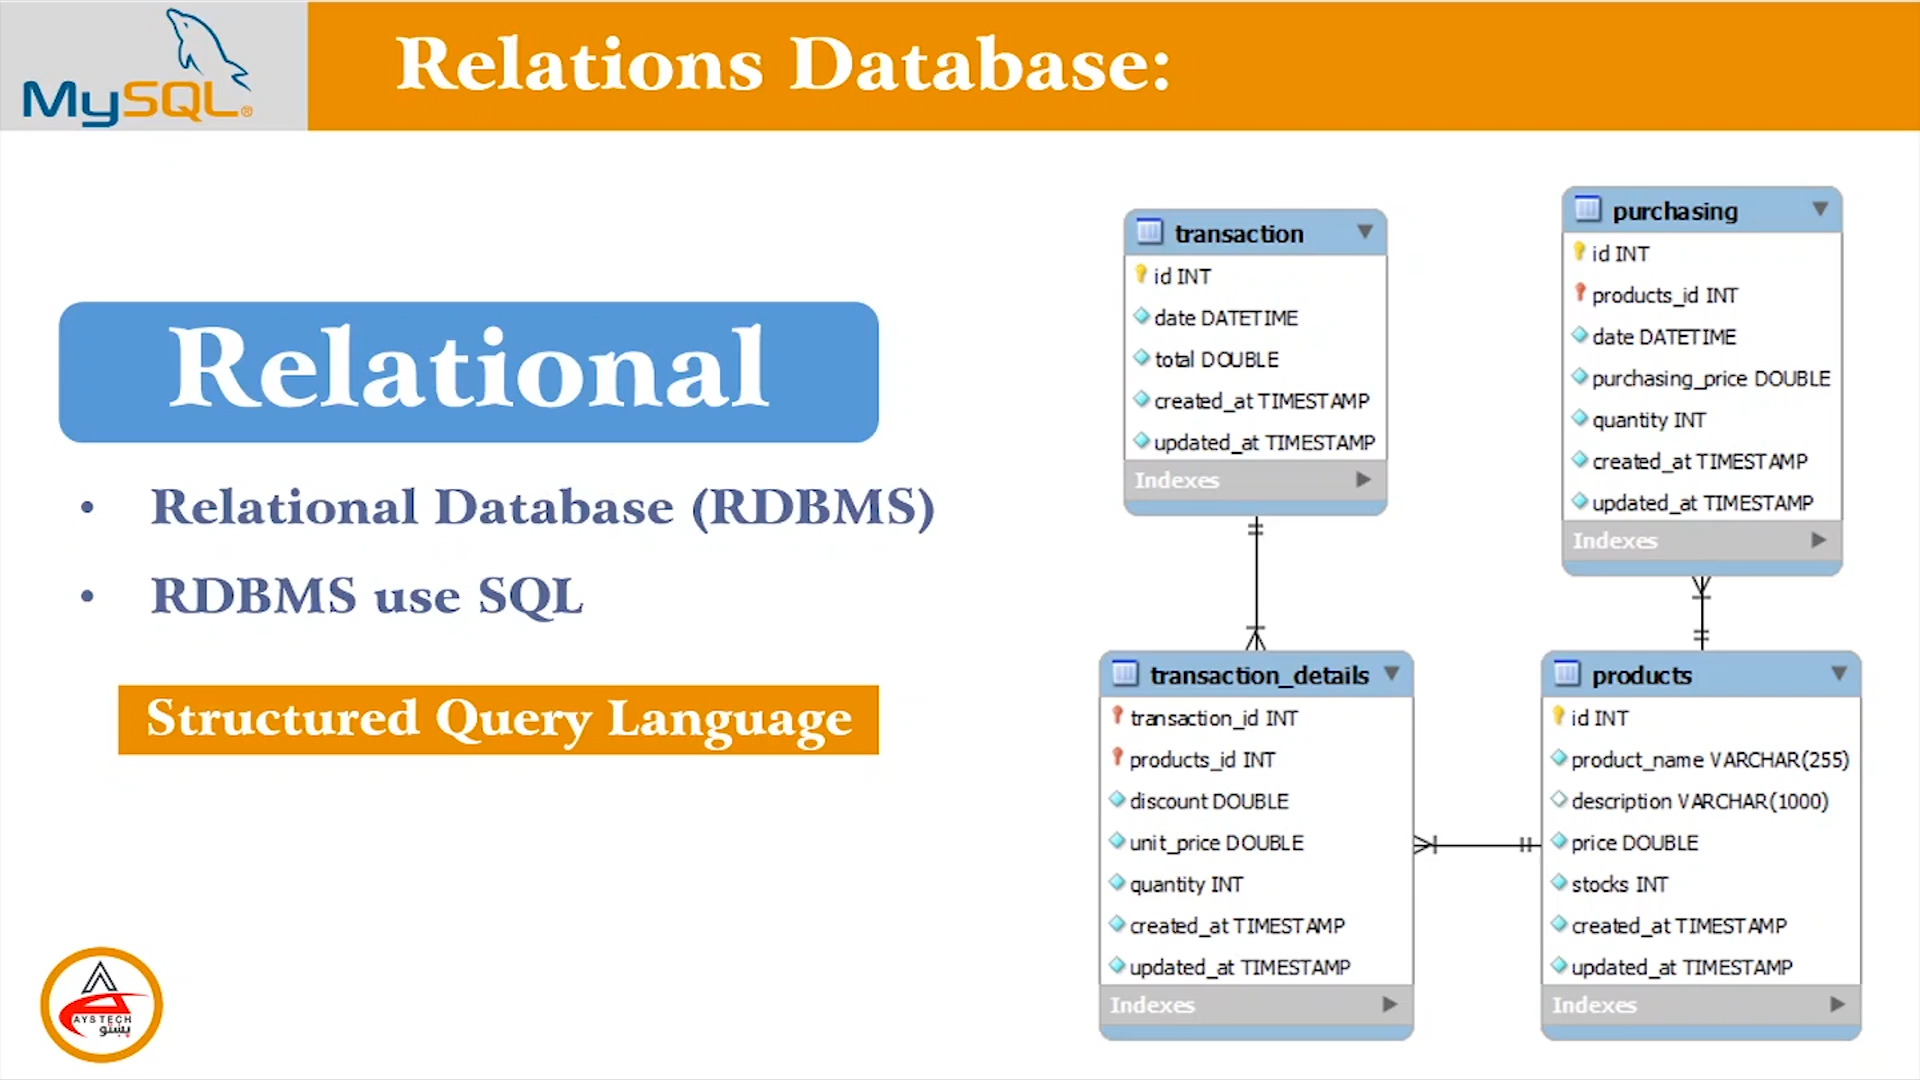 MySQL®
Relations Database:
Relational
• Relational Database (RDBMS)
• RDBMS use SQL
Structured Query Language
transaction
id INT
date DATETIME
total DOUBLE
created_at TIMESTAMP
updated_at TIMESTAMP
Indexes
purchasing
id INT
products_id INT
date DATETIME
purchasing_price DOUBLE
quantity INT
created_at TIMESTAMP
updated_at TIMESTAMP
Indexes
transaction_details
transaction_id INT
products_id INT
discount DOUBLE
unit_price DOUBLE
quantity INT
created_at TIMESTAMP
updated_at TIMESTAMP
Indexes
products
id INT
product_name VARCHAR(255)
description VARCHAR(1000)
price DOUBLE
stocks INT
created_at TIMESTAMP
updated_at TIMESTAMP
Indexes
AYSTECH
پښتو